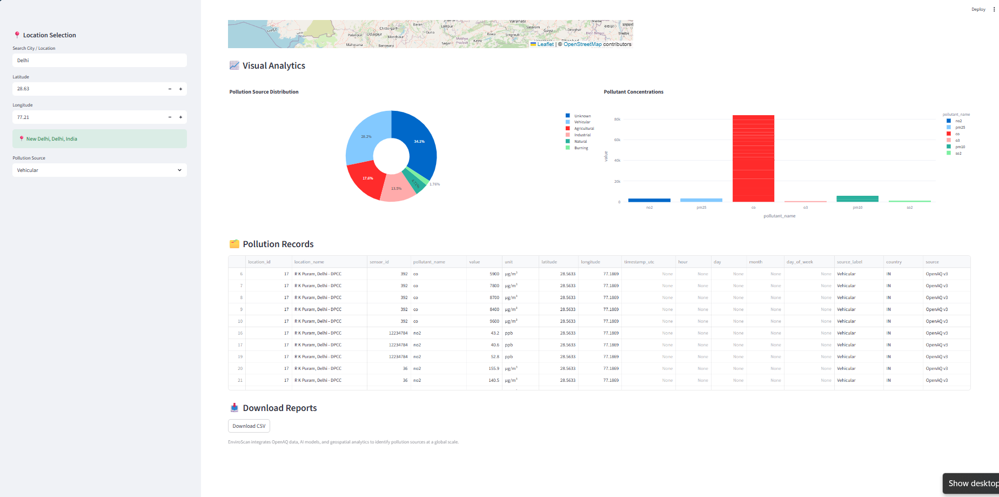 Deploy
📍 Location Selection
Search City / Location
Delhi
Latitude
28.63
− +
Longitude
77.21
− +
📍 New Delhi, Delhi, India
Pollution Source
Vehicular
Varanasi
Baran
Lalitpur
Chittorgarh
Sasaram
Gaya
Deoghar
Palanpur
Udaipur
Mandsaur
Guna
Rewa
Singrauli
West Bengal
Madhya
Pradesh
Katni
Mahesana
Banswara
Sagar
Leaflet | © OpenStreetMap contributors
📈 Visual Analytics
Pollution Source Distribution
28.2%
34.1%
17.6%
13.5%
4.71%
1.76%
Unknown
Vehicular
Agricultural
Industrial
Natural
Burning
Pollutant Concentrations
80k
60k
40k
20k
0
value
no2 pm25 co o3 pm10 so2
pollutant_name
pollutant_name
no2
pm25
co
o3
pm10
so2
🗂️ Pollution Records
location_id location_name sensor_id pollutant_name value unit latitude longitude timestamp_utc hour day month day_of_week source_label country source
6 17 R K Puram, Delhi - DPCC 392 co 5900 µg/m³ 28.5633 77.1869 None None None None None Vehicular IN OpenAQ v3
7 17 R K Puram, Delhi - DPCC 392 co 7800 µg/m³ 28.5633 77.1869 None None None None None Vehicular IN OpenAQ v3
8 17 R K Puram, Delhi - DPCC 392 co 8700 µg/m³ 28.5633 77.1869 None None None None None Vehicular IN OpenAQ v3
9 17 R K Puram, Delhi - DPCC 392 co 8400 µg/m³ 28.5633 77.1869 None None None None None Vehicular IN OpenAQ v3
10 17 R K Puram, Delhi - DPCC 392 co 9600 µg/m³ 28.5633 77.1869 None None None None None Vehicular IN OpenAQ v3
16 17 R K Puram, Delhi - DPCC 12234784 no2 43.2 ppb 28.5633 77.1869 None None None None None Vehicular IN OpenAQ v3
17 17 R K Puram, Delhi - DPCC 12234784 no2 40.6 ppb 28.5633 77.1869 None None None None None Vehicular IN OpenAQ v3
19 17 R K Puram, Delhi - DPCC 12234784 no2 52.8 ppb 28.5633 77.1869 None None None None None Vehicular IN OpenAQ v3
20 17 R K Puram, Delhi - DPCC 36 no2 155.9 µg/m³ 28.5633 77.1869 None None None None None Vehicular IN OpenAQ v3
21 17 R K Puram, Delhi - DPCC 36 no2 140.5 µg/m³ 28.5633 77.1869 None None None None None Vehicular IN OpenAQ v3
📥 Download Reports
Download CSV
EnviroScan integrates OpenAQ data, AI models, and geospatial analytics to identify pollution sources at a global scale.
Show desktop